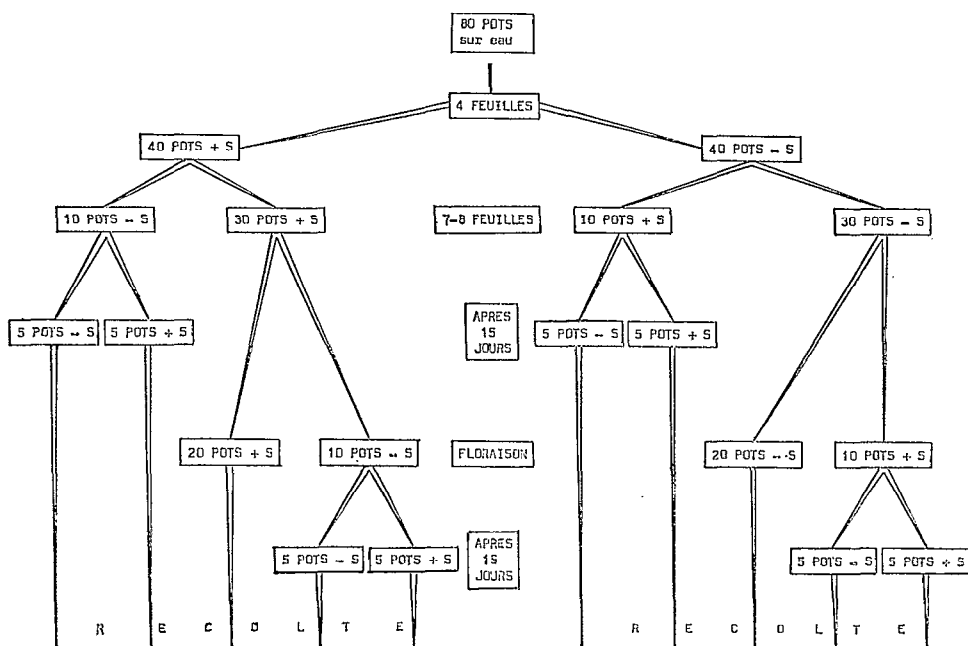 80 POTS
sur eau
4 FEUILLES
40 POTS + S
40 POTS - S
10 POTS - S
30 POTS + S
7-8 FEUILLES
10 POTS + S
30 POTS - S
5 POTS - S
5 POTS + S
APRES
15
JOURS
5 POTS - S
5 POTS + S
20 POTS + S
10 POTS - S
FLORAISON
20 POTS - S
10 POTS + S
5 POTS - S
5 POTS + S
APRES
15
JOURS
5 POTS - S
5 POTS + S
R E C O L T E
R E C O L T E